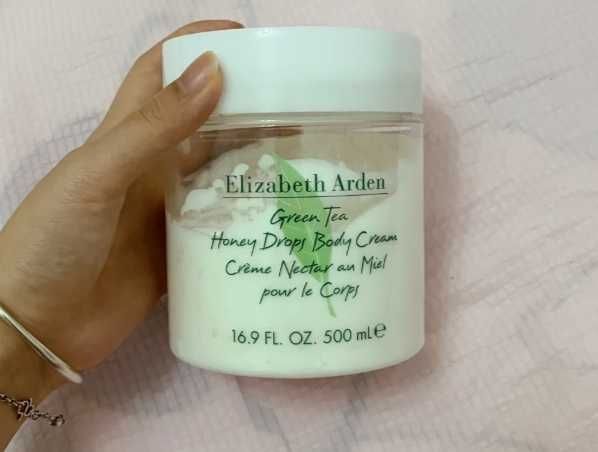 Elizabeth Arden
Green Tea
Honey Drops Body Cream
Crème Nectar au Miel
pour le Corps
16.9 FL. OZ. 500 mL℮